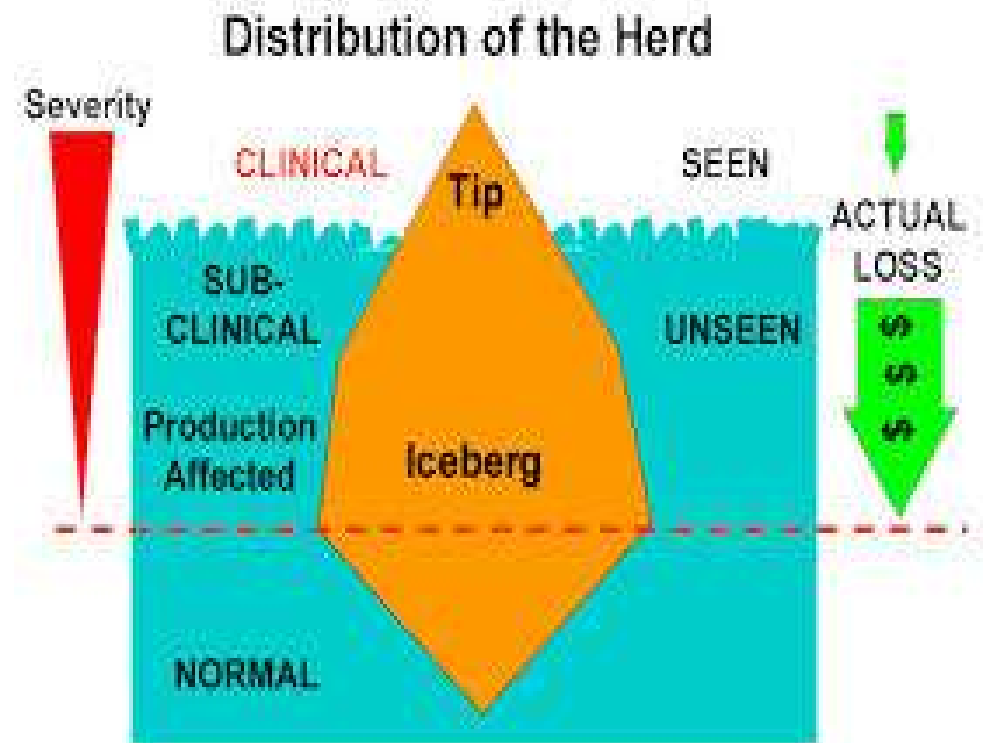 Distribution of the Herd
Severity
CLINICAL
Tip
SEEN
ACTUAL
LOSS
SUB-
CLINICAL
UNSEEN
$
$
$
Production
Affected
Iceberg
NORMAL